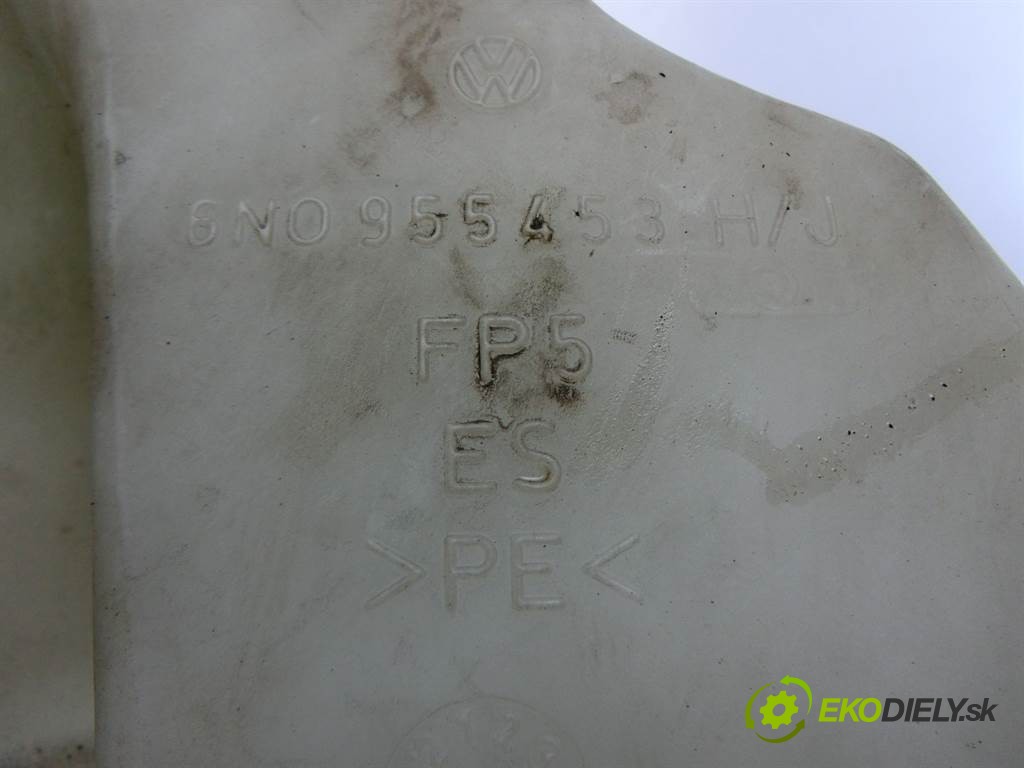 6N0 955453 H/J
FP5
ES
>PE<
EKODIELY.sk